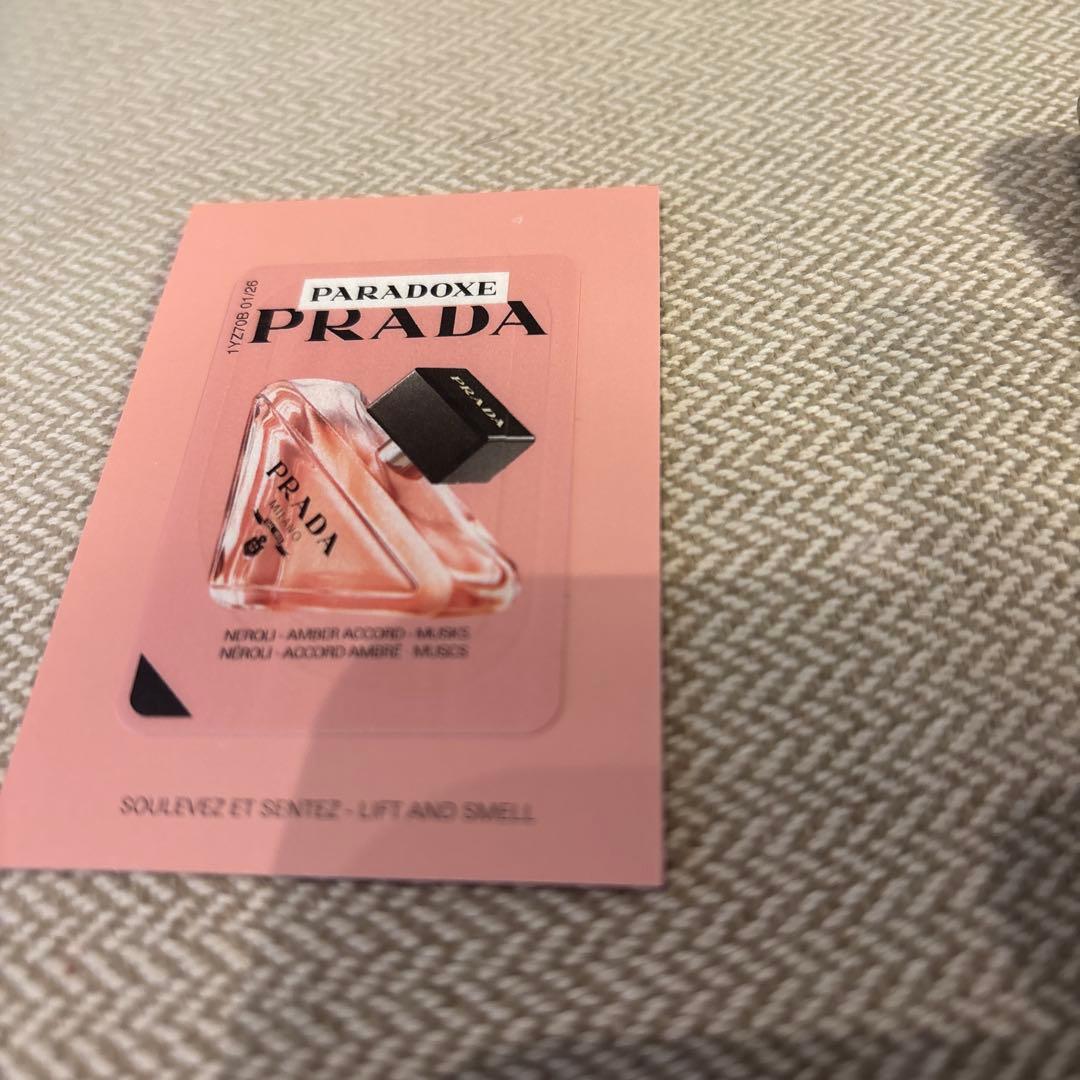 1YZ70B 01/26
PARADOXE
PRADA
PRADA
PRADA
MILANO
NEROLI - AMBER ACCORD - MUSKS
NÉROLI - ACCORD AMBRÉ - MUSCS
SOULEVEZ ET SENTEZ - LIFT AND SMELL